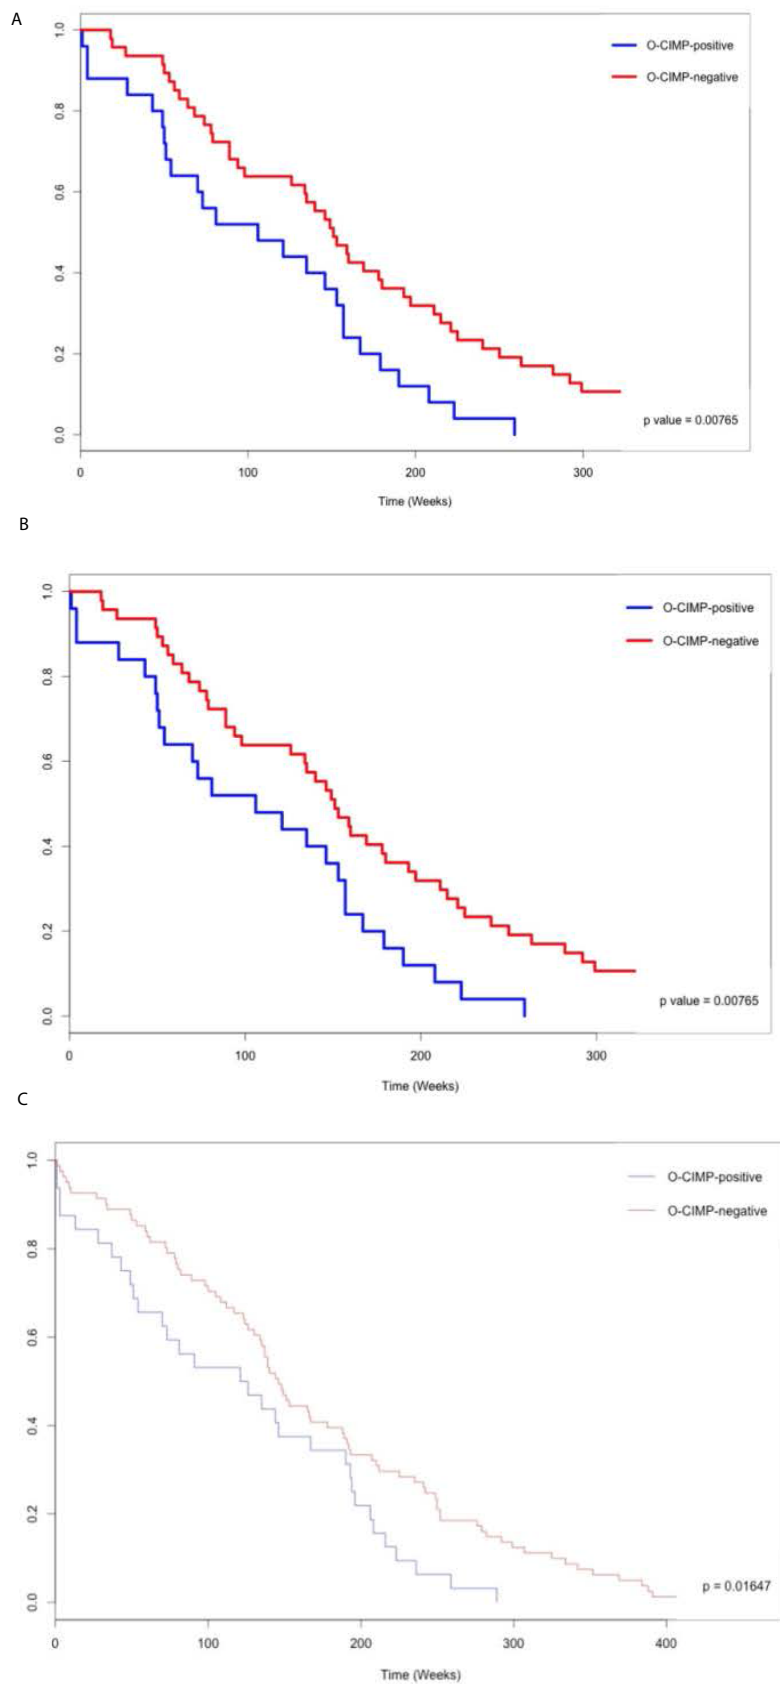 A
1.0
0.8
0.6
0.4
0.2
0.0
O-CIMP-positive
O-CIMP-negative
p value = 0.00765
0 100 200 300
Time (Weeks)
B
1.0
0.8
0.6
0.4
0.2
0.0
O-CIMP-positive
O-CIMP-negative
p value = 0.00765
0 100 200 300
Time (Weeks)
C
1.0
0.8
0.6
0.4
0.2
0.0
O-CIMP-positive
O-CIMP-negative
p = 0.01647
0 100 200 300 400
Time (Weeks)